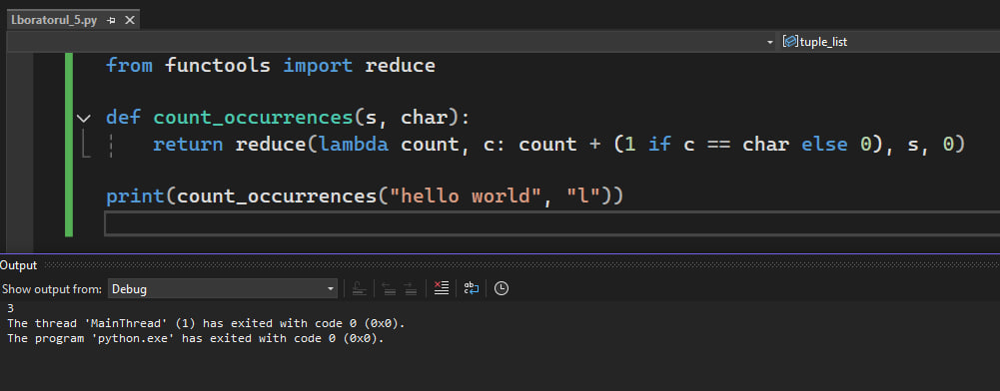 Lboratorul_5.py
tuple_list
from functools import reduce
def count_occurrences(s, char):
return reduce(lambda count, c: count + (1 if c == char else 0), s, 0)
print(count_occurrences("hello world", "l"))
Output
Show output from: Debug
3
The thread 'MainThread' (1) has exited with code 0 (0x0).
The program 'python.exe' has exited with code 0 (0x0).